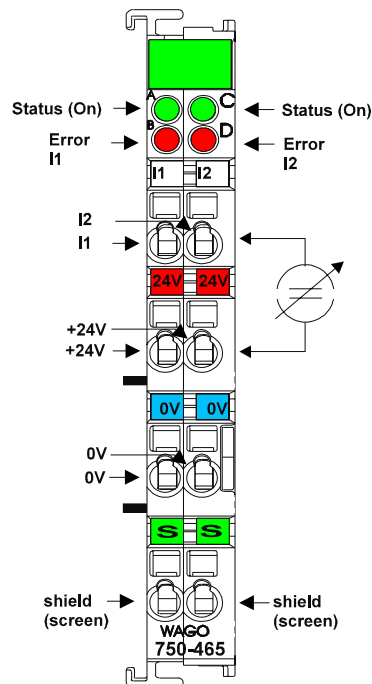 A C
Status (On) Status (On)
B D
Error Error
I1 I2
I1 I2
I2
I1
24V 24V
+24V
+24V
0V 0V
0V
0V
S S
shield shield
(screen) (screen)
WAGO
750-465